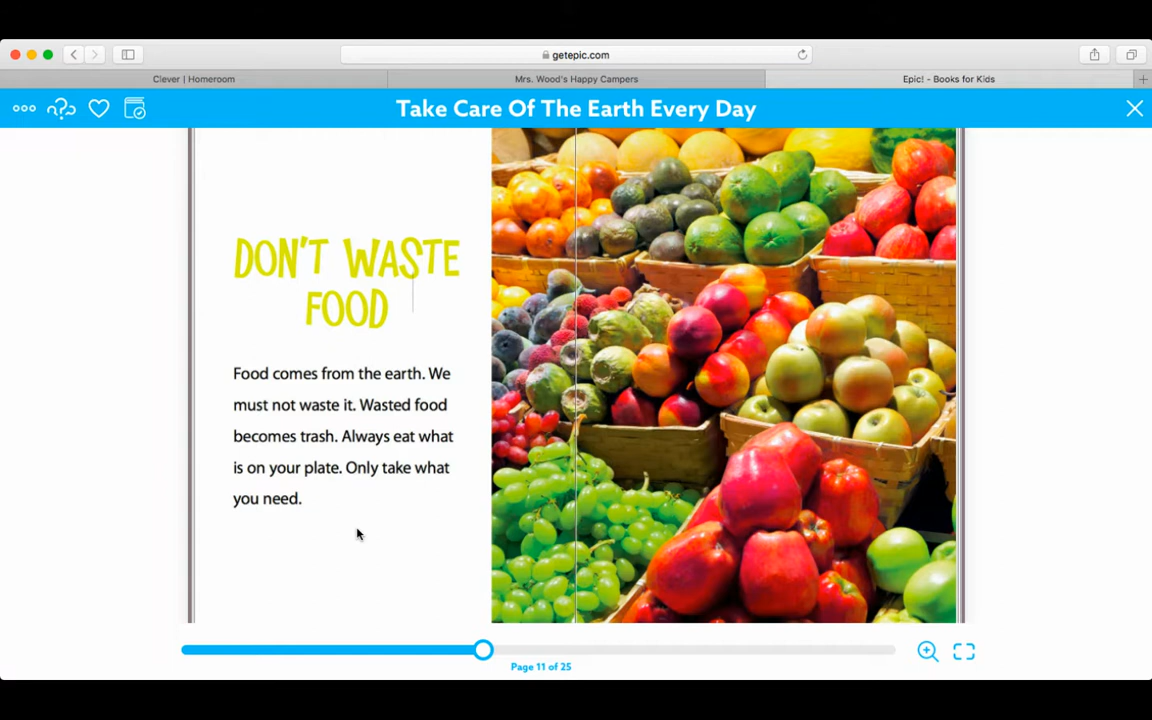 getepic.com
Clever | Homeroom
Mrs. Wood's Happy Campers
Epic! - Books for Kids
Take Care Of The Earth Every Day
DON'T WASTE
FOOD
Food comes from the earth. We
must not waste it. Wasted food
becomes trash. Always eat what
is on your plate. Only take what
you need.
Page 11 of 25